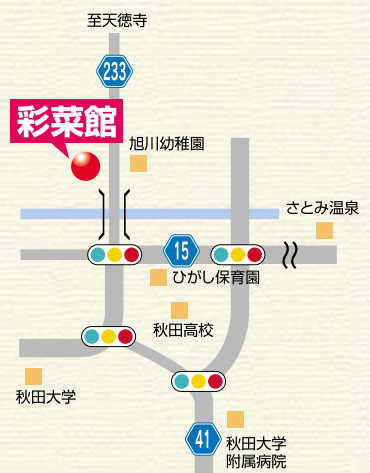 至天徳寺
233
彩菜館
旭川幼稚園
さとみ温泉
15
ひがし保育園
秋田高校
秋田大学
41
秋田大学
附属病院